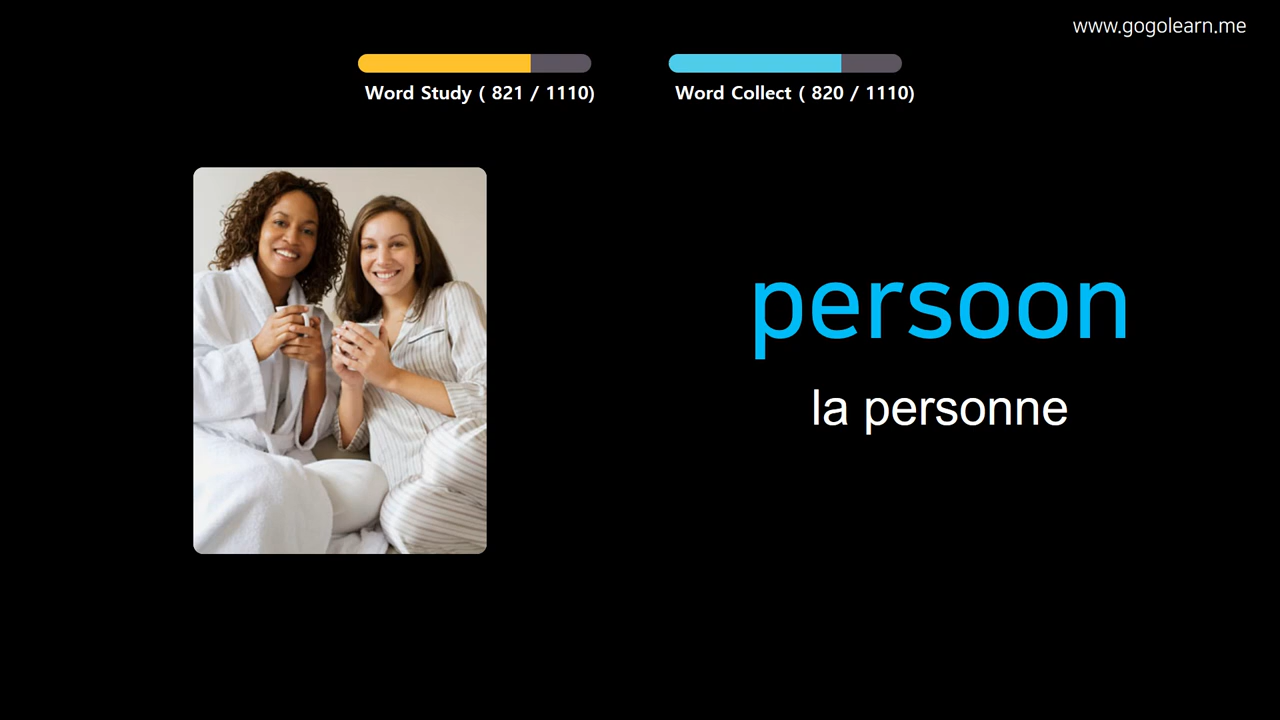 www.gogolearn.me
Word Study ( 821 / 1110)
Word Collect ( 820 / 1110)
persoon
la personne